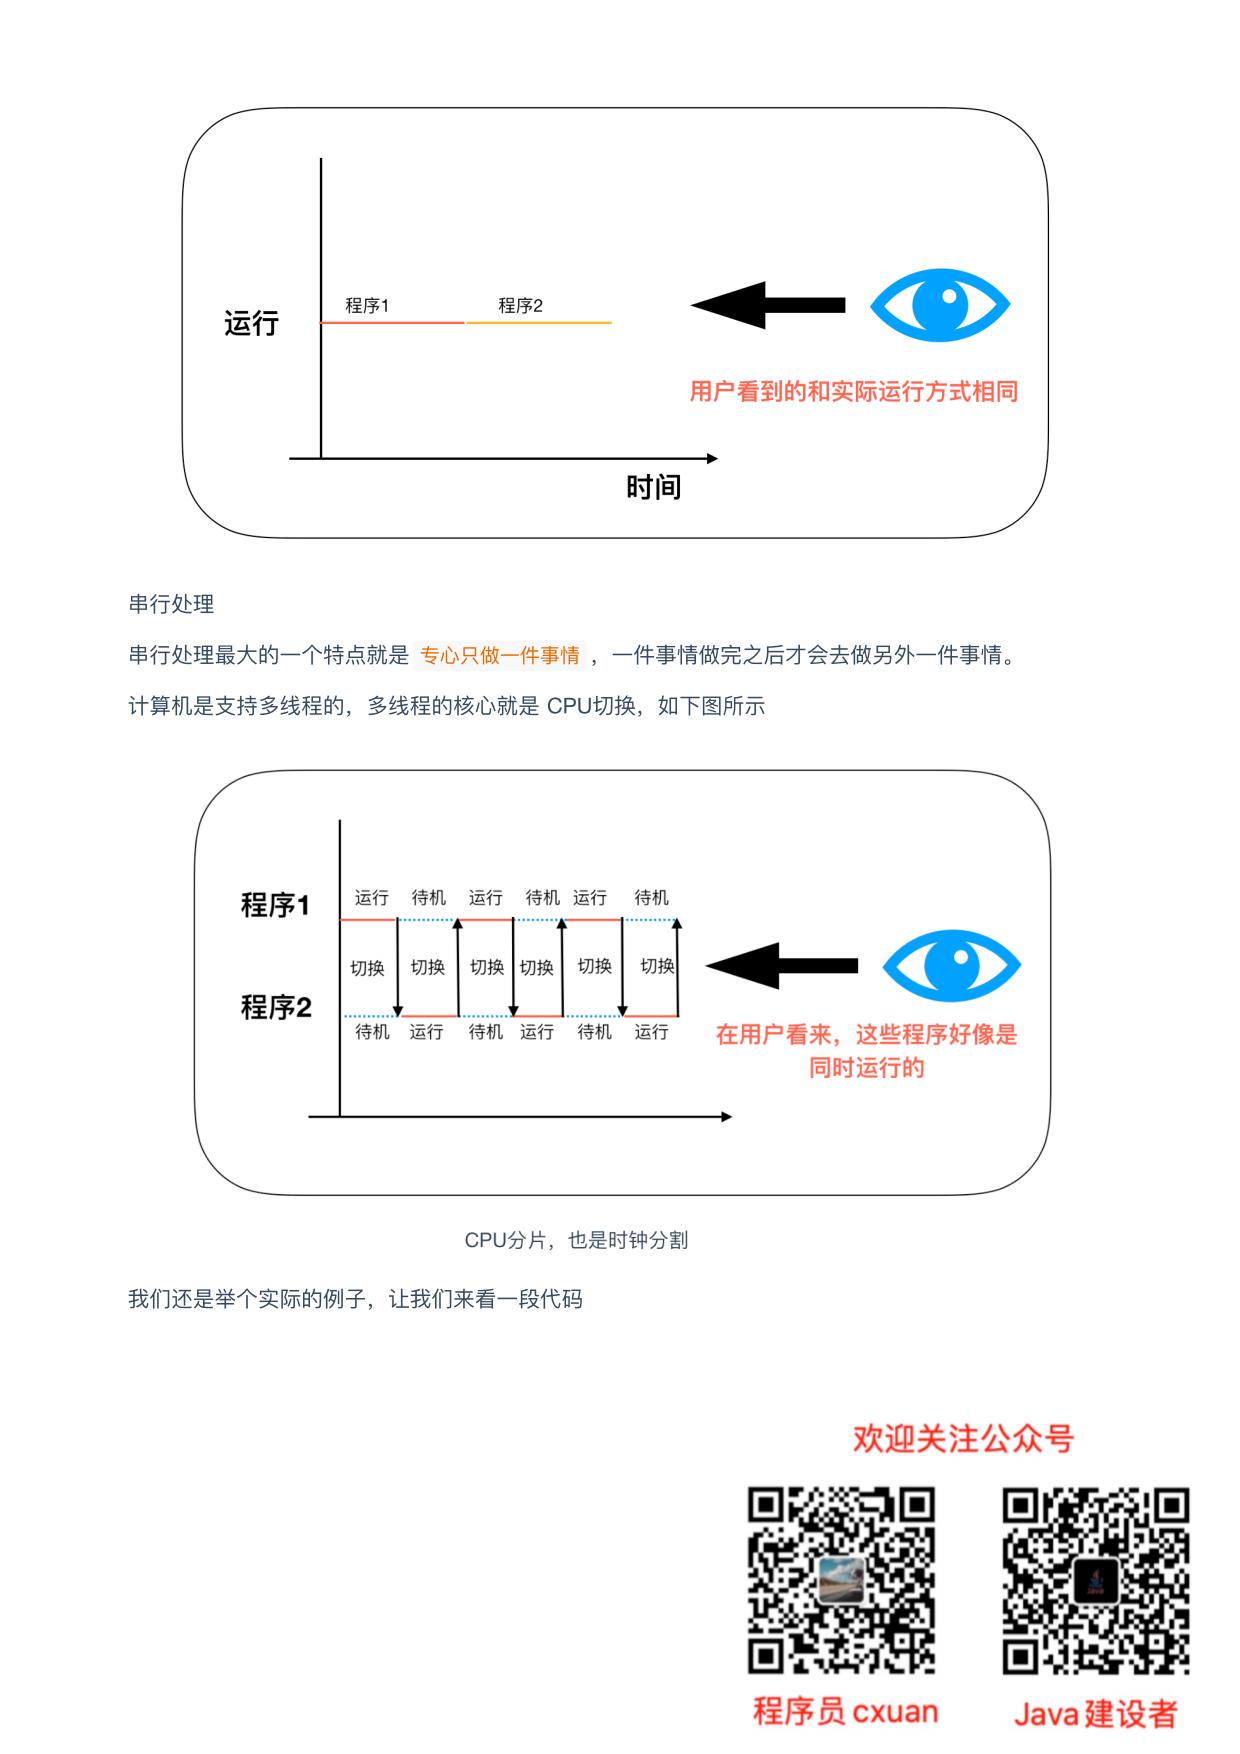 程序1 程序2
运行
用户看到的和实际运行方式相同
时间
串行处理
串行处理最大的一个特点就是 专心只做一件事情 ，一件事情做完之后才会去做另外一件事情。
计算机是支持多线程的，多线程的核心就是 CPU切换，如下图所示
运行 待机 运行 待机 运行 待机
程序1
切换 切换 切换 切换 切换 切换
程序2
待机 运行 待机 运行 待机 运行
在用户看来，这些程序好像是
同时运行的
CPU分片，也是时钟分割
我们还是举个实际的例子，让我们来看一段代码
欢迎关注公众号
Java
程序员 cxuan
Java 建设者